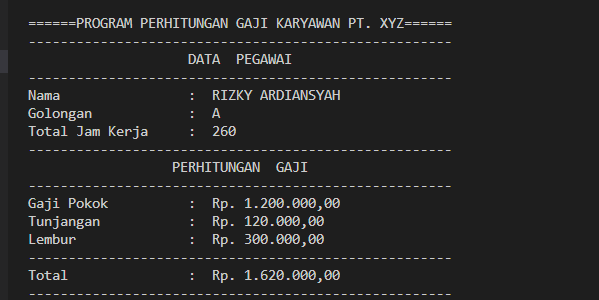 ======PROGRAM PERHITUNGAN GAJI KARYAWAN PT. XYZ======
-----------------------------------------------------
DATA  PEGAWAI
-----------------------------------------------------
Nama                :  RIZKY ARDIANSYAH
Golongan            :  A
Total Jam Kerja     :  260
-----------------------------------------------------
PERHITUNGAN  GAJI
-----------------------------------------------------
Gaji Pokok          :  Rp. 1.200.000,00
Tunjangan           :  Rp. 120.000,00
Lembur              :  Rp. 300.000,00
-----------------------------------------------------
Total               :  Rp. 1.620.000,00
-----------------------------------------------------